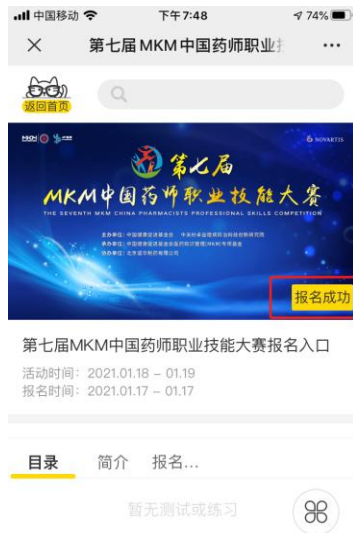 中国移动 下午7:48 74%
第七届MKM中国药师职业技
返回首页
MKM
NOVARTIS
第七届
MKM中国药师职业技能大赛
THE SEVENTH MKM CHINA PHARMACISTS PROFESSIONAL SKILLS COMPETITION
报名成功
第七届MKM中国药师职业技能大赛报名入口
活动时间：2021.01.18 – 01.19
报名时间：2021.01.17 – 01.17
目录 简介 报名...
暂无测试或练习